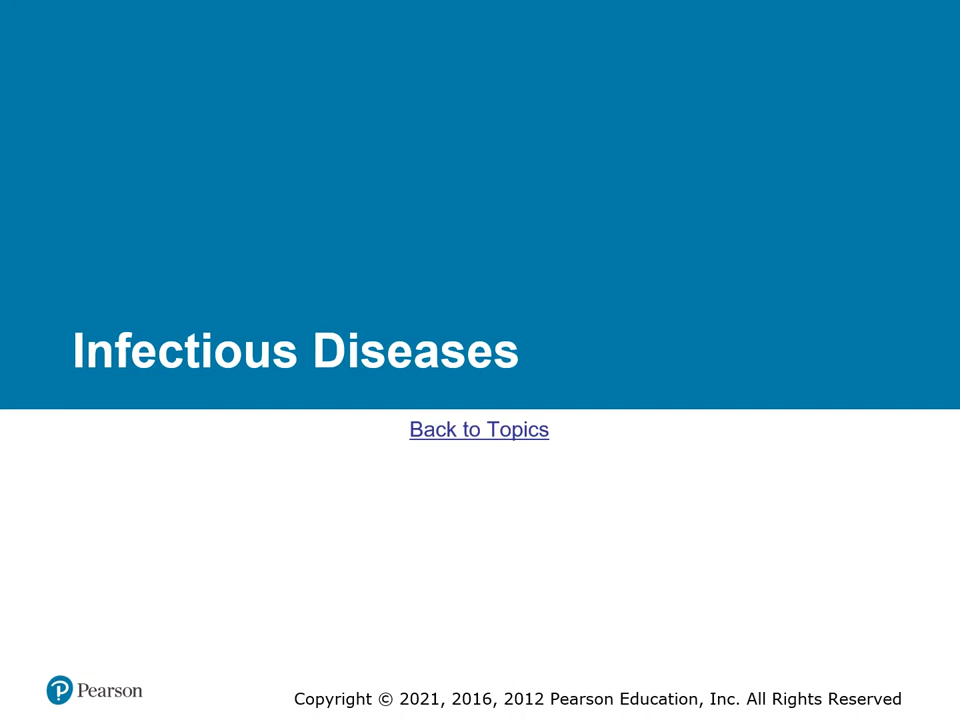 Infectious Diseases
Back to Topics
Pearson
Copyright © 2021, 2016, 2012 Pearson Education, Inc. All Rights Reserved